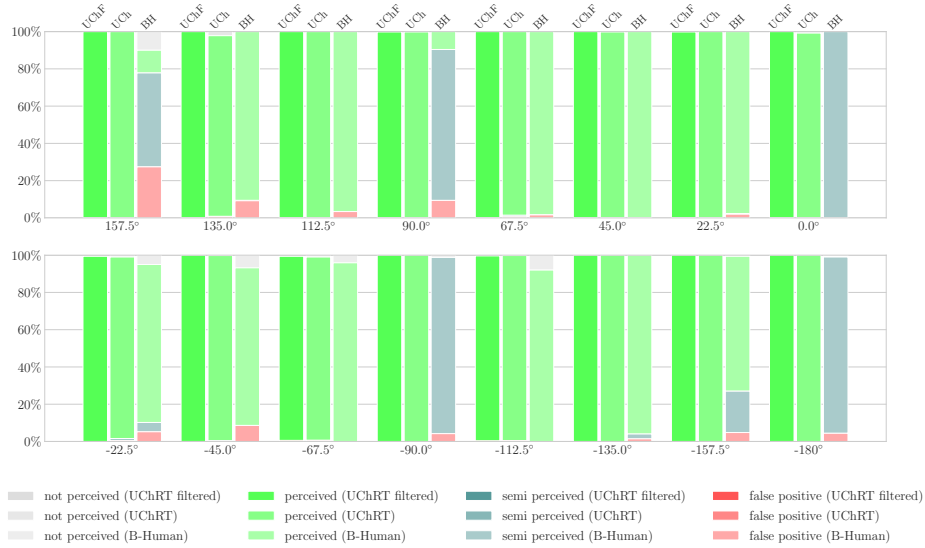 UChF UCh BH UChF UCh BH UChF UCh BH UChF UCh BH UChF UCh BH UChF UCh BH UChF UCh BH UChF UCh BH
100%
80%
60%
40%
20%
0%
157.5° 135.0° 112.5° 90.0° 67.5° 45.0° 22.5° 0.0°
100%
80%
60%
40%
20%
0%
-22.5° -45.0° -67.5° -90.0° -112.5° -135.0° -157.5° -180°
not perceived (UChRT filtered) perceived (UChRT filtered) semi perceived (UChRT filtered) false positive (UChRT filtered)
not perceived (UChRT) perceived (UChRT) semi perceived (UChRT) false positive (UChRT)
not perceived (B-Human) perceived (B-Human) semi perceived (B-Human) false positive (B-Human)